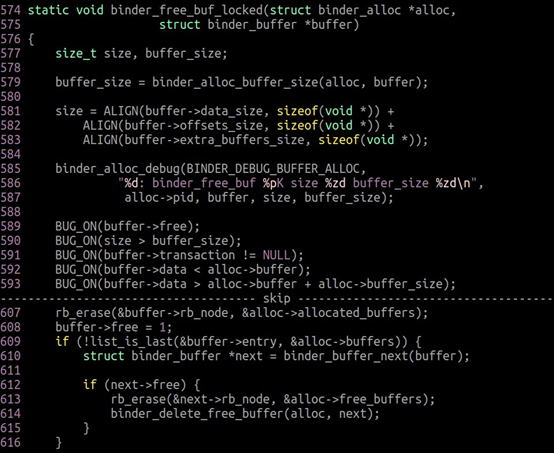 574 static void binder_free_buf_locked(struct binder_alloc *alloc,
575                    struct binder_buffer *buffer)
576 {
577     size_t size, buffer_size;
578
579     buffer_size = binder_alloc_buffer_size(alloc, buffer);
580
581     size = ALIGN(buffer->data_size, sizeof(void *)) +
582         ALIGN(buffer->offsets_size, sizeof(void *)) +
583         ALIGN(buffer->extra_buffers_size, sizeof(void *));
584
585     binder_alloc_debug(BINDER_DEBUG_BUFFER_ALLOC,
586              "%d: binder_free_buf %pK size %zd buffer_size %zd\n",
587               alloc->pid, buffer, size, buffer_size);
588
589     BUG_ON(buffer->free);
590     BUG_ON(size > buffer_size);
591     BUG_ON(buffer->transaction != NULL);
592     BUG_ON(buffer->data < alloc->buffer);
593     BUG_ON(buffer->data > alloc->buffer + alloc->buffer_size);
------------------------------------- skip -------------------------------------
607     rb_erase(&buffer->rb_node, &alloc->allocated_buffers);
608     buffer->free = 1;
609     if (!list_is_last(&buffer->entry, &alloc->buffers)) {
610         struct binder_buffer *next = binder_buffer_next(buffer);
611
612         if (next->free) {
613             rb_erase(&next->rb_node, &alloc->free_buffers);
614             binder_delete_free_buffer(alloc, next);
615         }
616     }